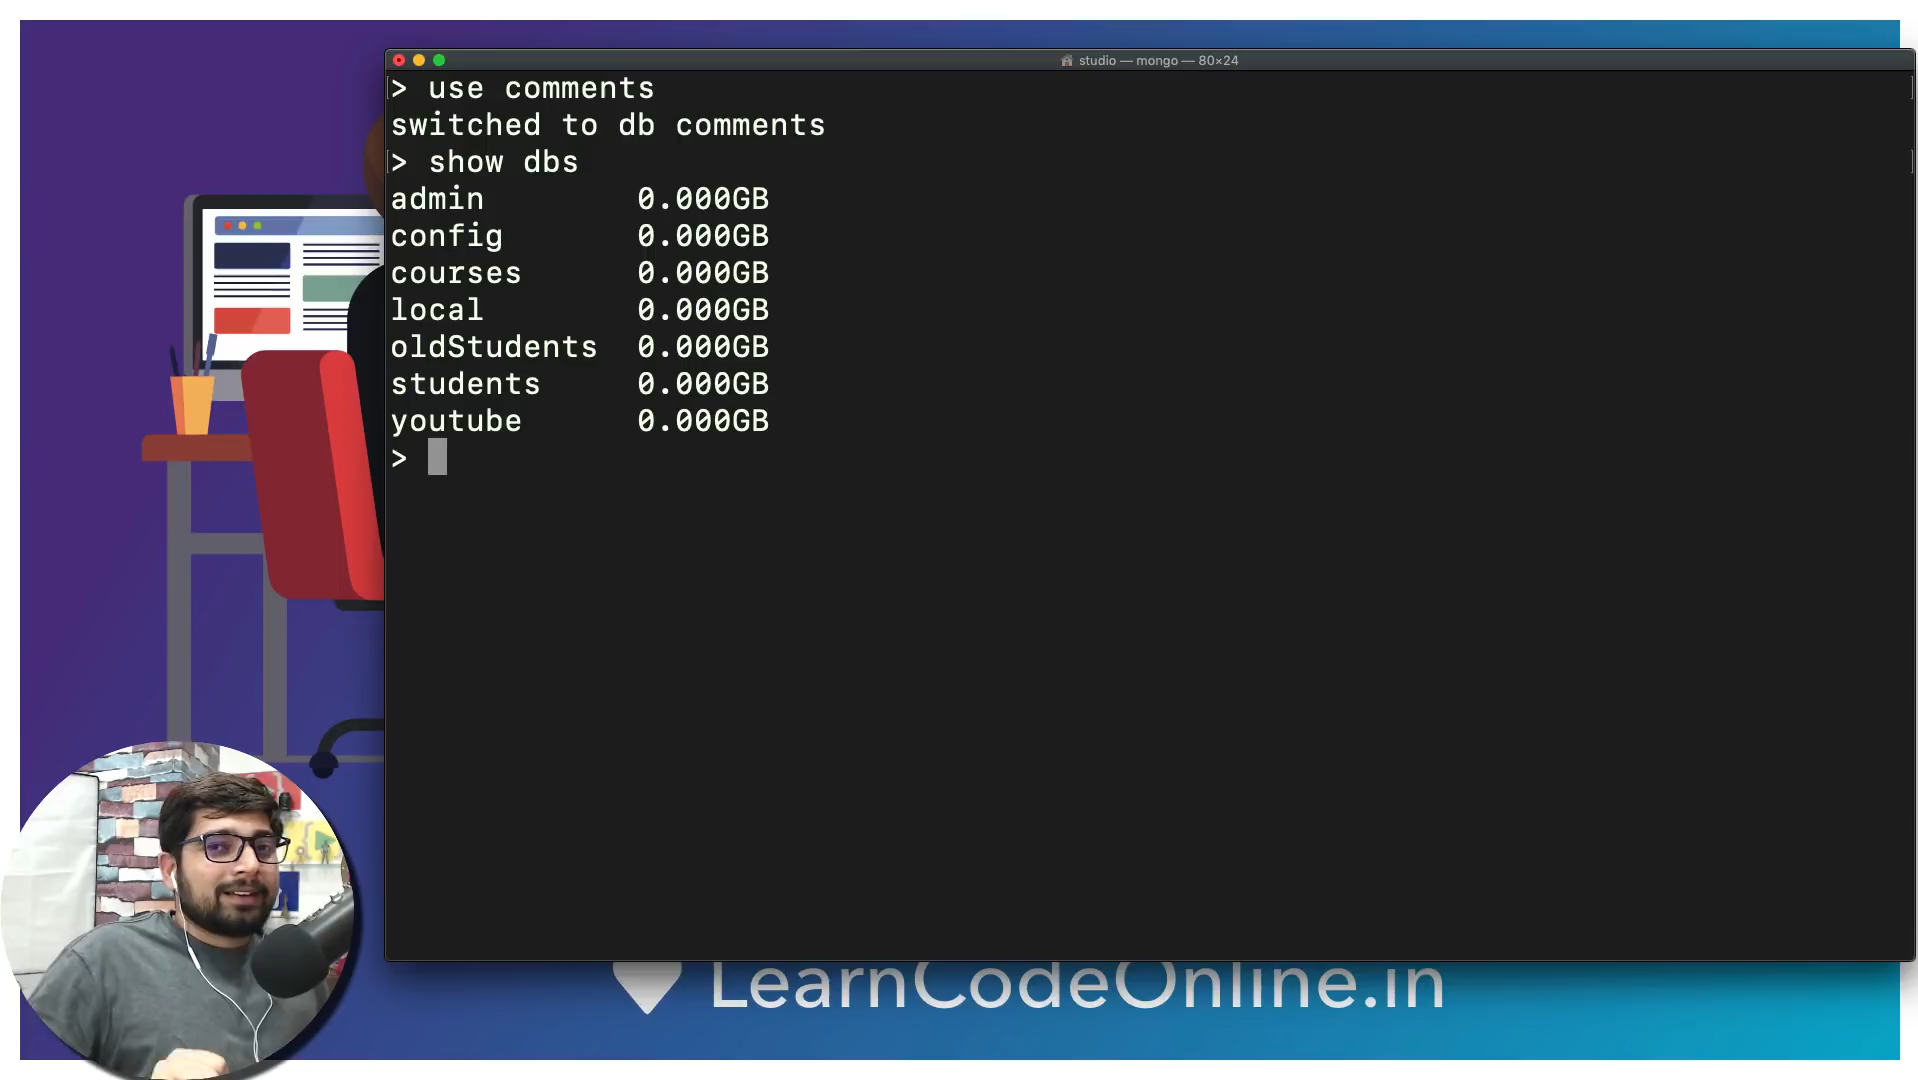 studio — mongo — 80×24
> use comments
switched to db comments
> show dbs
admin 0.000GB
config 0.000GB
courses 0.000GB
local 0.000GB
oldStudents 0.000GB
students 0.000GB
youtube 0.000GB
>
LearnCodeOnline.in